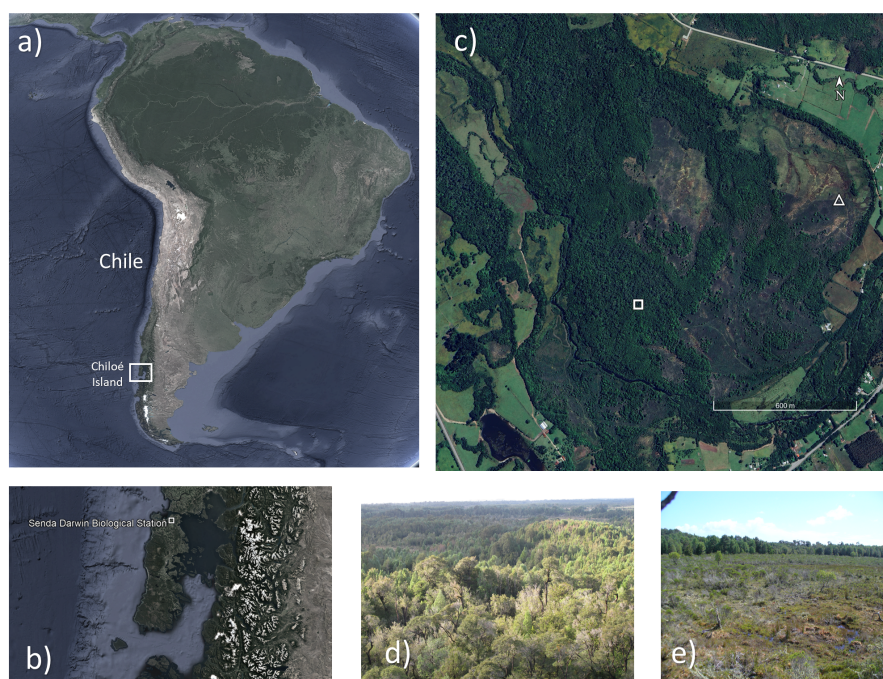 a)
Chile
Chiloé
Island
c)
N
600 m
Senda Darwin Biological Station
b)
d)
e)